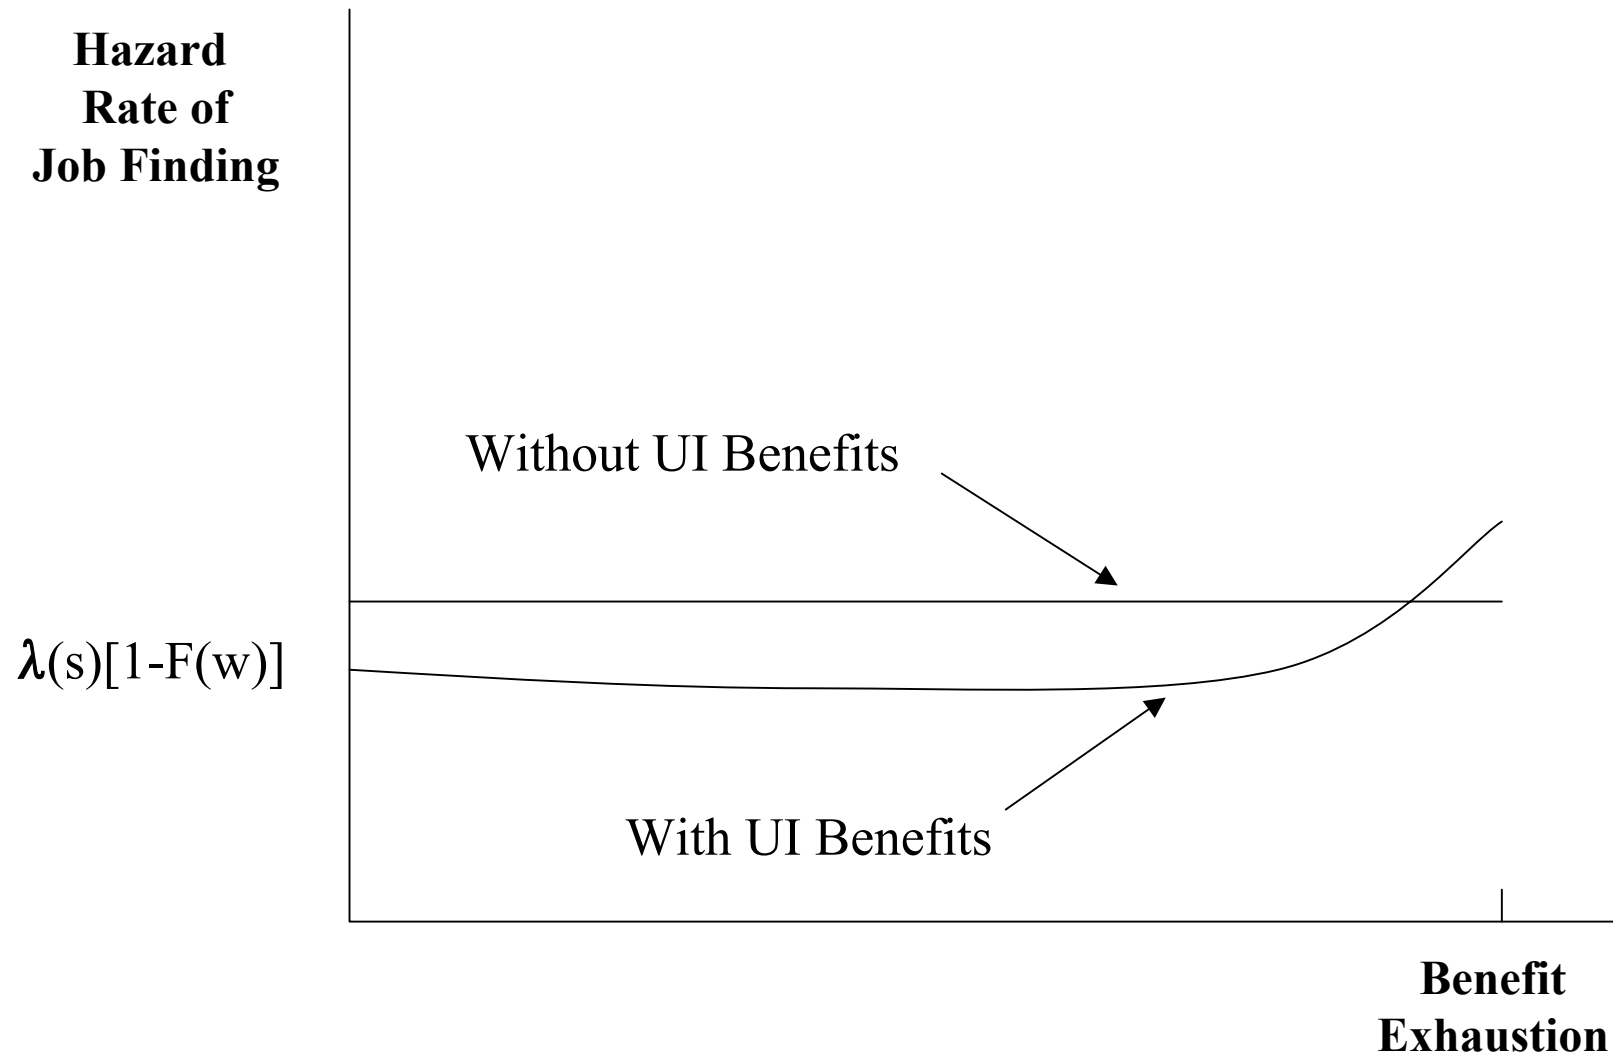 Hazard
Rate of
Job Finding
Without UI Benefits
λ(s)[1-F(w)]
With UI Benefits
Benefit
Exhaustion